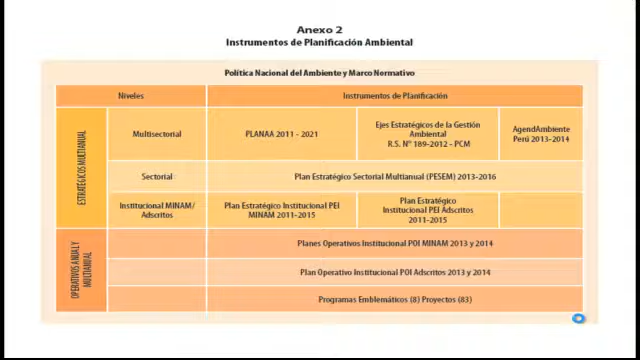 Anexo 2
Instrumentos de Planificación Ambiental
Política Nacional del Ambiente y Marco Normativo
Niveles
Instrumentos de Planificación
ESTRATÉGICOS MULTIANUAL
Multisectorial
PLANAA 2011 - 2021
Ejes Estratégicos de la Gestión
Ambiental
R.S. N° 189-2012 - PCM
AgendAmbiente
Perú 2013-2014
Sectorial
Plan Estratégico Sectorial Multianual (PESEM) 2013-2016
Institucional MINAM/
Adscritos
Plan Estratégico Institucional PEI
MINAM 2011-2015
Plan Estratégico
Institucional PEI Adscritos
2011-2015
OPERATIVOS ANUAL Y
MULTIANUAL
Planes Operativos Institucional POI MINAM 2013 y 2014
Plan Operativo Institucional POI Adscritos 2013 y 2014
Programas Emblemáticos (8) Proyectos (83)